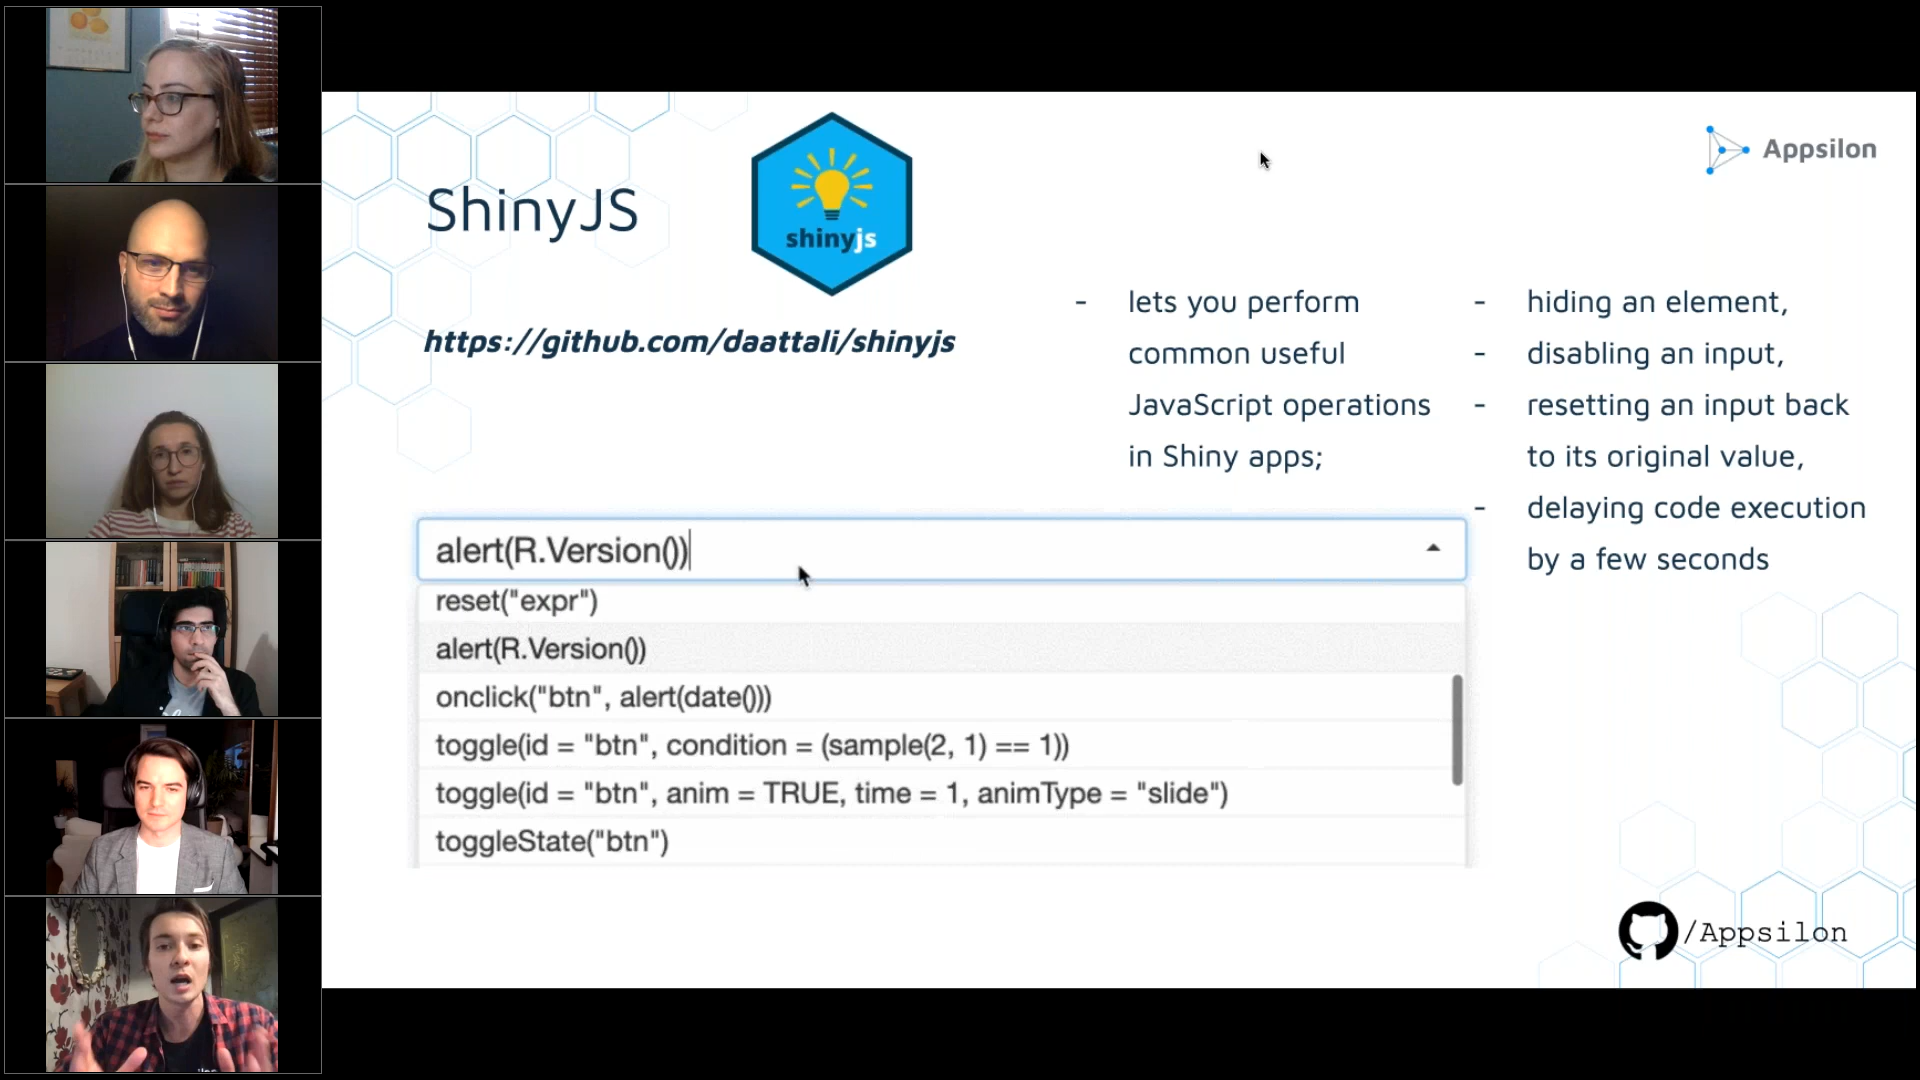 ShinyJS
shinyjs
Appsilon
https://github.com/daattali/shinyjs
- lets you perform
common useful
JavaScript operations
in Shiny apps;
- hiding an element,
- disabling an input,
- resetting an input back
to its original value,
- delaying code execution
by a few seconds
alert(R.Version())
reset("expr")
alert(R.Version())
onclick("btn", alert(date()))
toggle(id = "btn", condition = (sample(2, 1) == 1))
toggle(id = "btn", anim = TRUE, time = 1, animType = "slide")
toggleState("btn")
/Appsilon